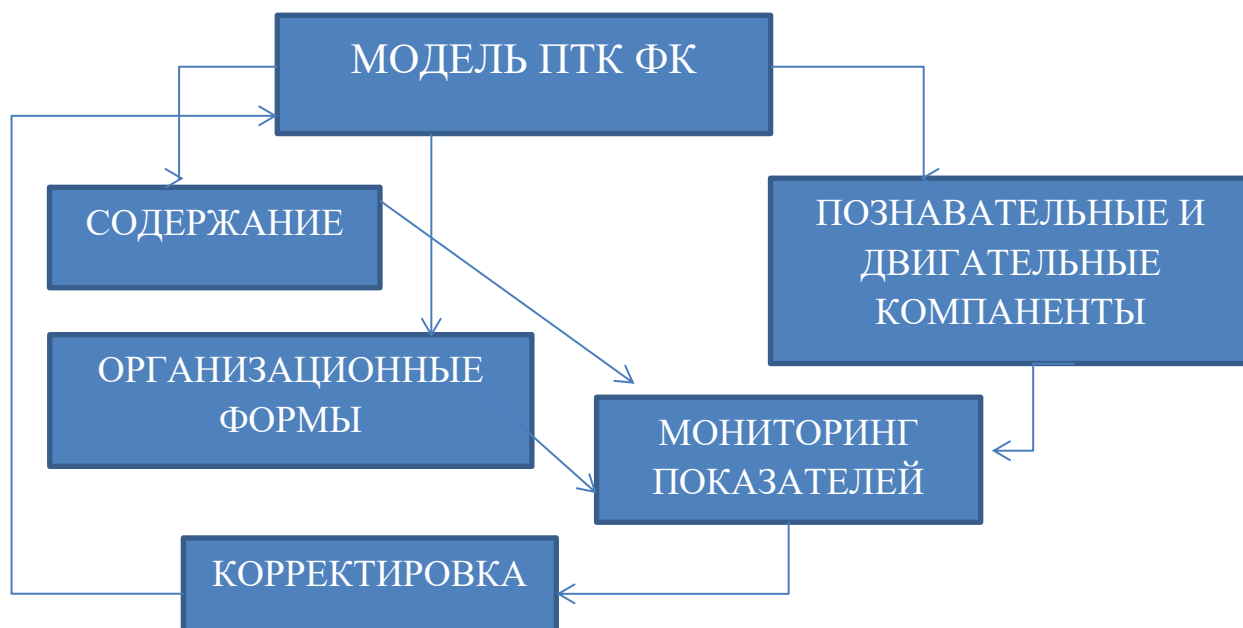 МОДЕЛЬ ПТК ФК
СОДЕРЖАНИЕ
ПОЗНАВАТЕЛЬНЫЕ И
ДВИГАТЕЛЬНЫЕ
КОМПАНЕНТЫ
ОРГАНИЗАЦИОННЫЕ
ФОРМЫ
МОНИТОРИНГ
ПОКАЗАТЕЛЕЙ
КОРРЕКТИРОВКА